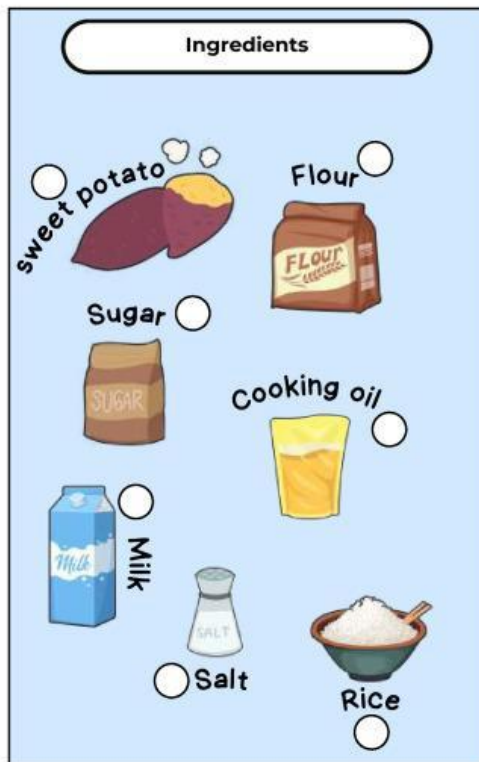 Ingredients
sweet potato
Flour
FLOUR
Sugar
SUGAR
Cooking oil
Milk
Milk
SALT
Salt
Rice